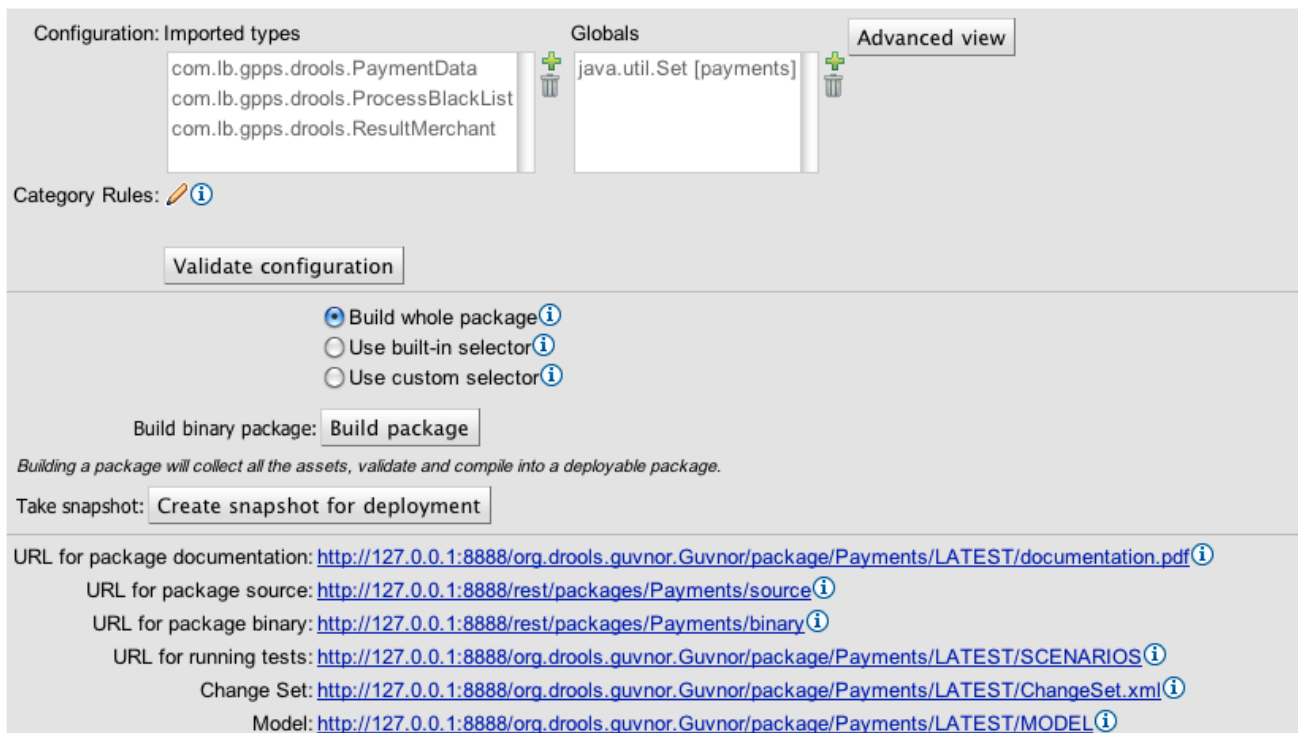 Configuration: Imported types Globals Advanced view
com.lb.gpps.drools.PaymentData java.util.Set [payments]
com.lb.gpps.drools.ProcessBlackList
com.lb.gpps.drools.ResultMerchant
Category Rules:
Validate configuration
Build whole package
Use built-in selector
Use custom selector
Build binary package: Build package
Building a package will collect all the assets, validate and compile into a deployable package.
Take snapshot: Create snapshot for deployment
URL for package documentation: http://127.0.0.1:8888/org.drools.guvnor.Guvnor/package/Payments/LATEST/documentation.pdf
URL for package source: http://127.0.0.1:8888/rest/packages/Payments/source
URL for package binary: http://127.0.0.1:8888/rest/packages/Payments/binary
URL for running tests: http://127.0.0.1:8888/org.drools.guvnor.Guvnor/package/Payments/LATEST/SCENARIOS
Change Set: http://127.0.0.1:8888/org.drools.guvnor.Guvnor/package/Payments/LATEST/ChangeSet.xml
Model: http://127.0.0.1:8888/org.drools.guvnor.Guvnor/package/Payments/LATEST/MODEL